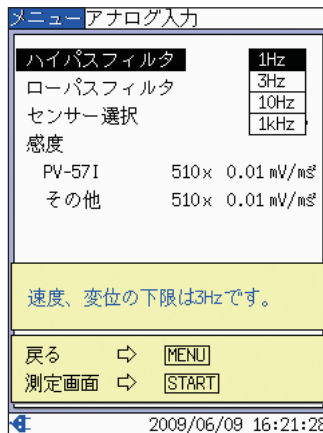 メニュー アナログ入力
ハイパスフィルタ 1Hz
ローパスフィルタ 3Hz
センサー選択 10Hz
1kHz
感度
PV-57I 510x 0.01 mV/ms²
その他 510x 0.01 mV/ms²
速度、変位の下限は3Hzです。
戻る ⇨ MENU
測定画面 ⇨ START
2009/06/09 16:21:28